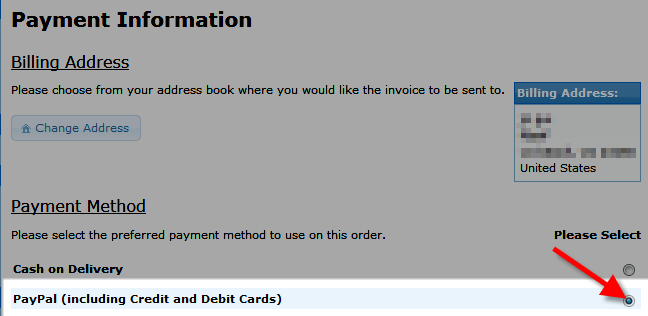 Payment Information
Billing Address
Please choose from your address book where you would like the invoice to be sent to.
Billing Address:
Change Address
United States
Payment Method
Please select the preferred payment method to use on this order.
Please Select
Cash on Delivery
PayPal (including Credit and Debit Cards)